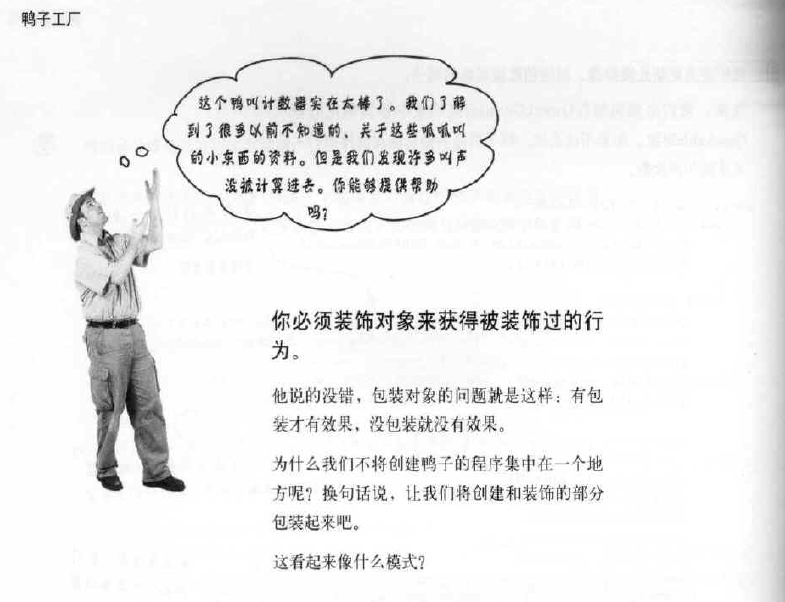 鸭子工厂
这个鸭叫计数器实在太棒了。我们了解
到了很多以前不知道的，关于这些呱呱叫
的小东西的资料。但是我们发现许多叫声
没被计算进去。你能够提供帮助
吗？
你必须装饰对象来获得被装饰过的行
为。
他说的没错，包装对象的问题就是这样：有包
装才有效果，没包装就没有效果。
为什么我们不将创建鸭子的程序集中在一个地
方呢？换句话说，让我们将创建和装饰的部分
包装起来吧。
这看起来像什么模式？